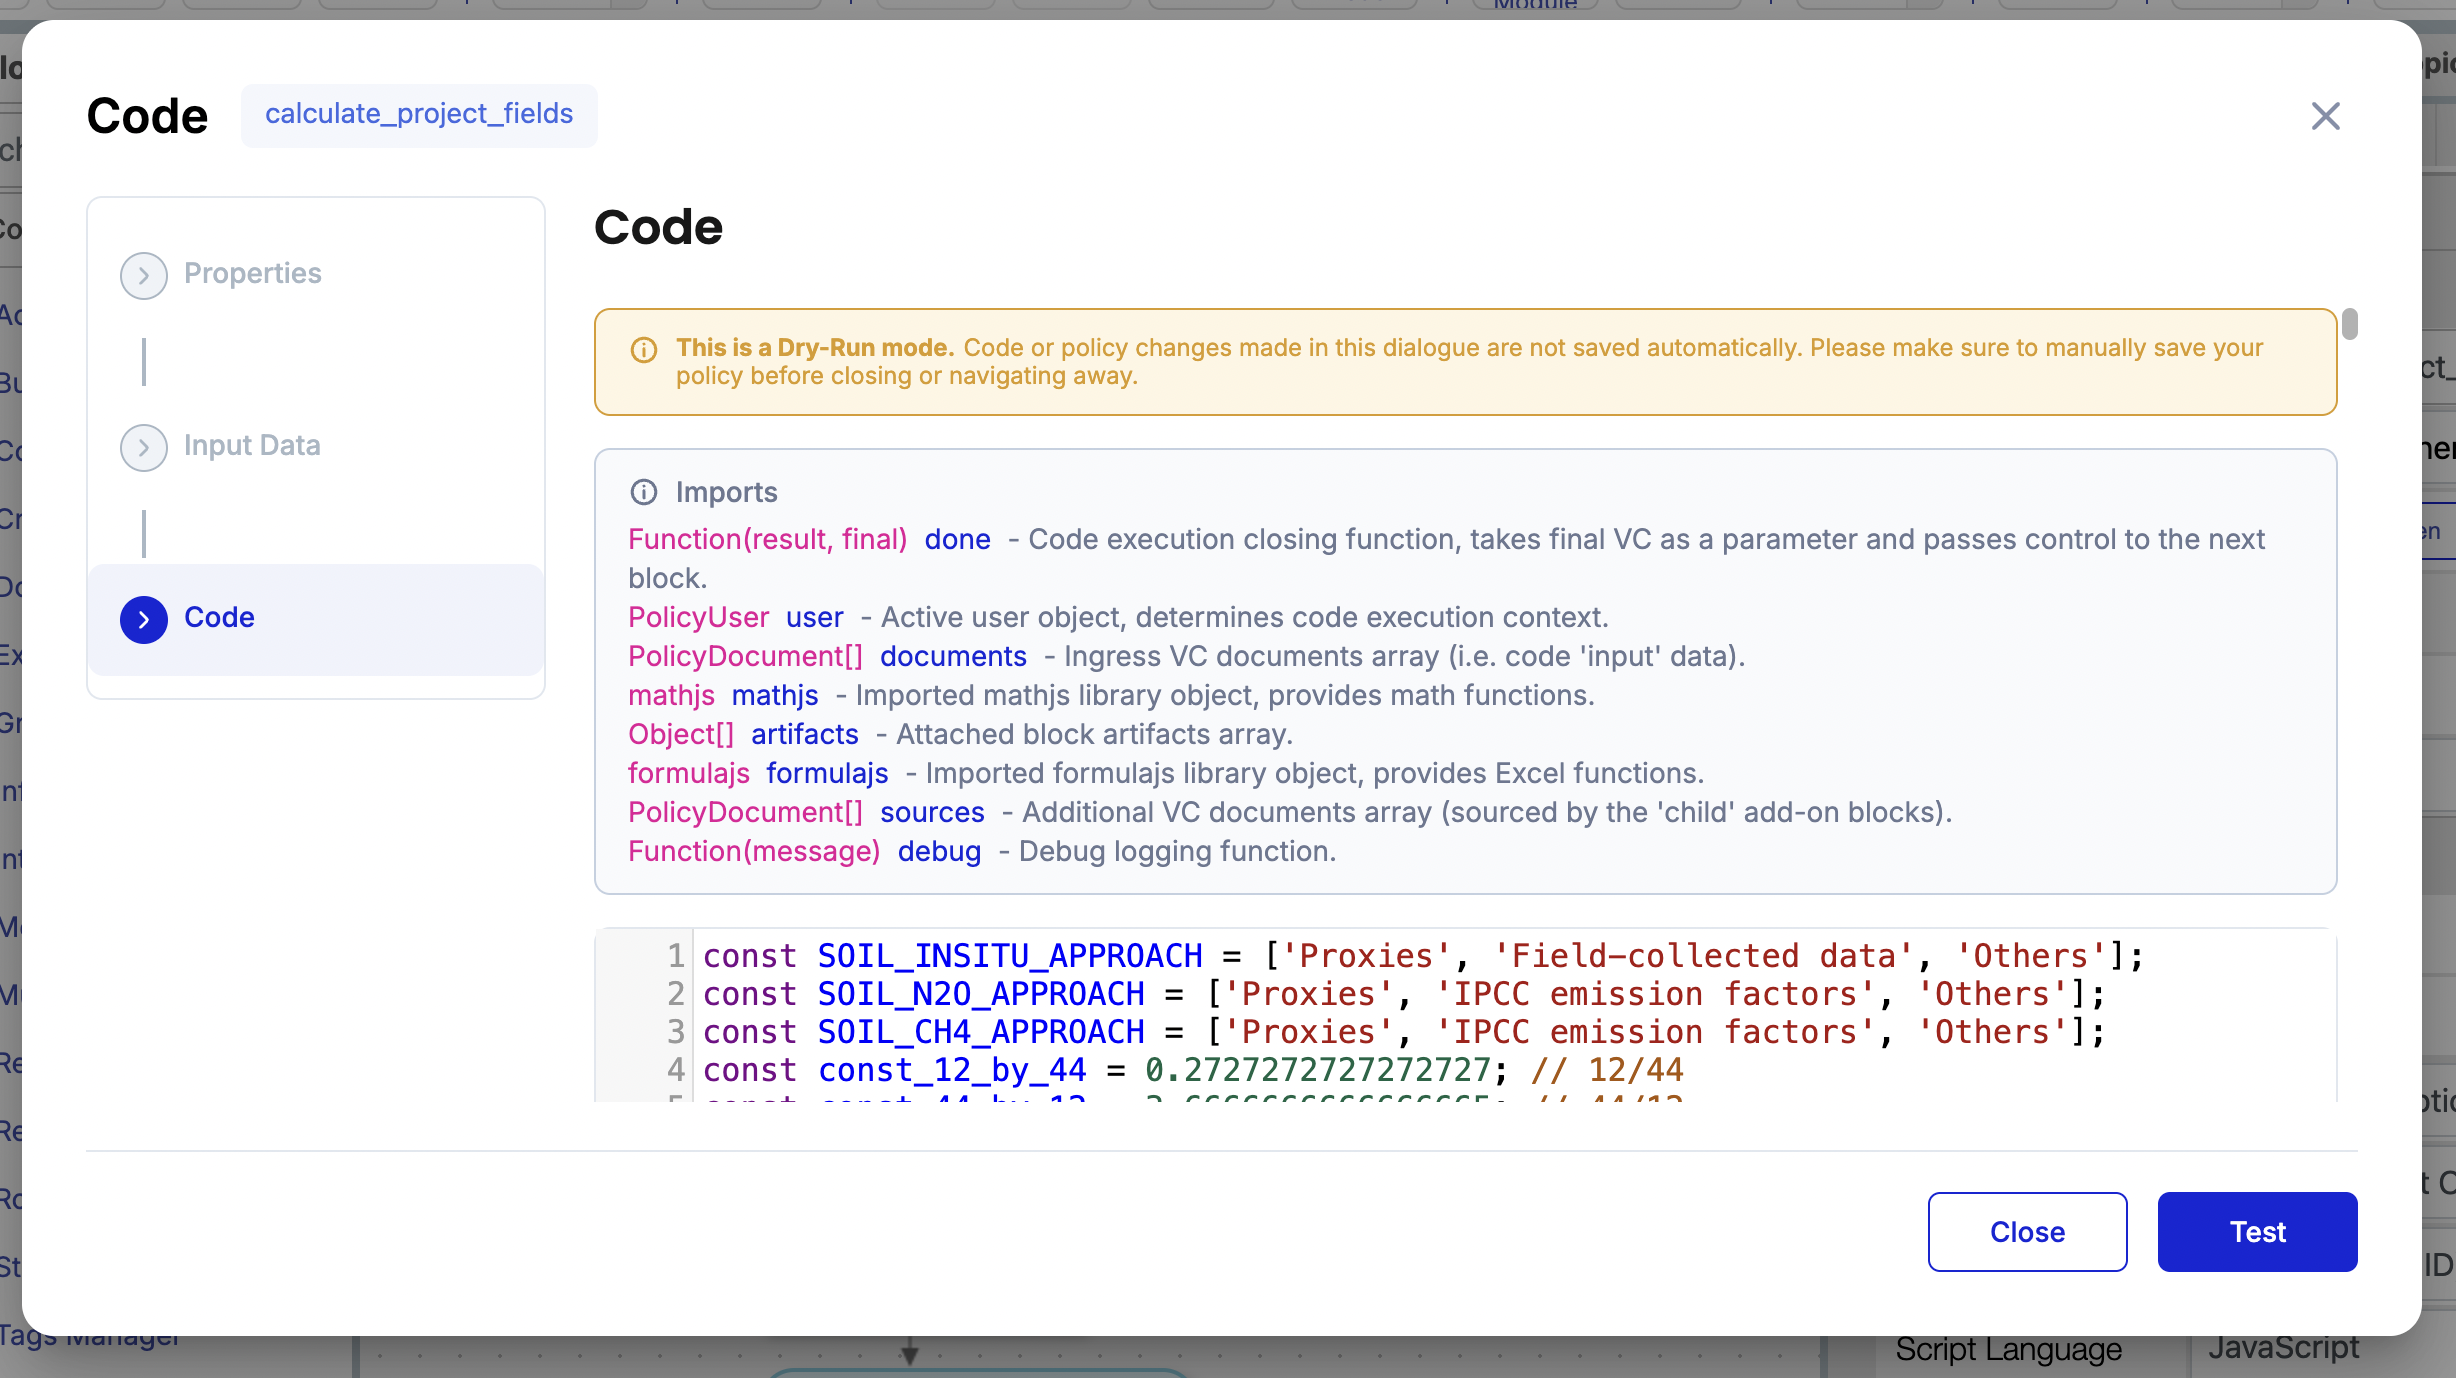 Module
Code
calculate_project_fields
Properties
Input Data
Code
Code
This is a Dry-Run mode. Code or policy changes made in this dialogue are not saved automatically. Please make sure to manually save your
policy before closing or navigating away.
Imports
Function(result, final) done - Code execution closing function, takes final VC as a parameter and passes control to the next
block.
PolicyUser user - Active user object, determines code execution context.
PolicyDocument[] documents - Ingress VC documents array (i.e. code 'input' data).
mathjs mathjs - Imported mathjs library object, provides math functions.
Object[] artifacts - Attached block artifacts array.
formulajs formulajs - Imported formulajs library object, provides Excel functions.
PolicyDocument[] sources - Additional VC documents array (sourced by the 'child' add-on blocks).
Function(message) debug - Debug logging function.
1 const SOIL_INSITU_APPROACH = ['Proxies', 'Field-collected data', 'Others'];
2 const SOIL_N2O_APPROACH = ['Proxies', 'IPCC emission factors', 'Others'];
3 const SOIL_CH4_APPROACH = ['Proxies', 'IPCC emission factors', 'Others'];
4 const const_12_by_44 = 0.2727272727272727; // 12/44
Close
Test
ID
Tags Manager
Script Language
JavaScript